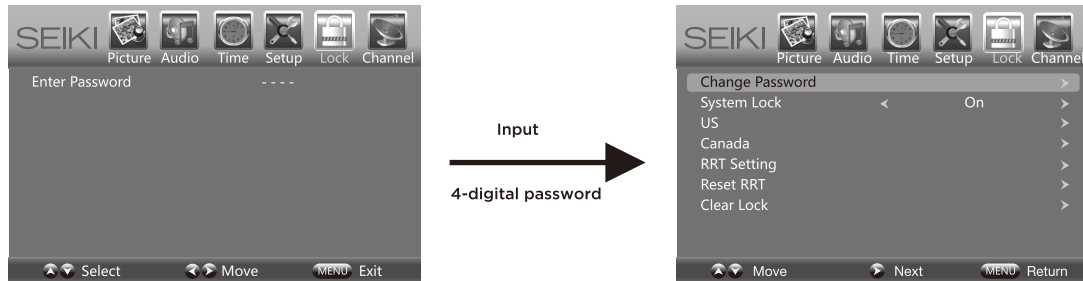 SEIKI
Picture Audio Time Setup Lock Channel
Enter Password - - - -
Select Move MENU Exit
Input
4-digital password
SEIKI
Picture Audio Time Setup Lock Channel
Change Password
System Lock On
US
Canada
RRT Setting
Reset RRT
Clear Lock
Move Next MENU Return